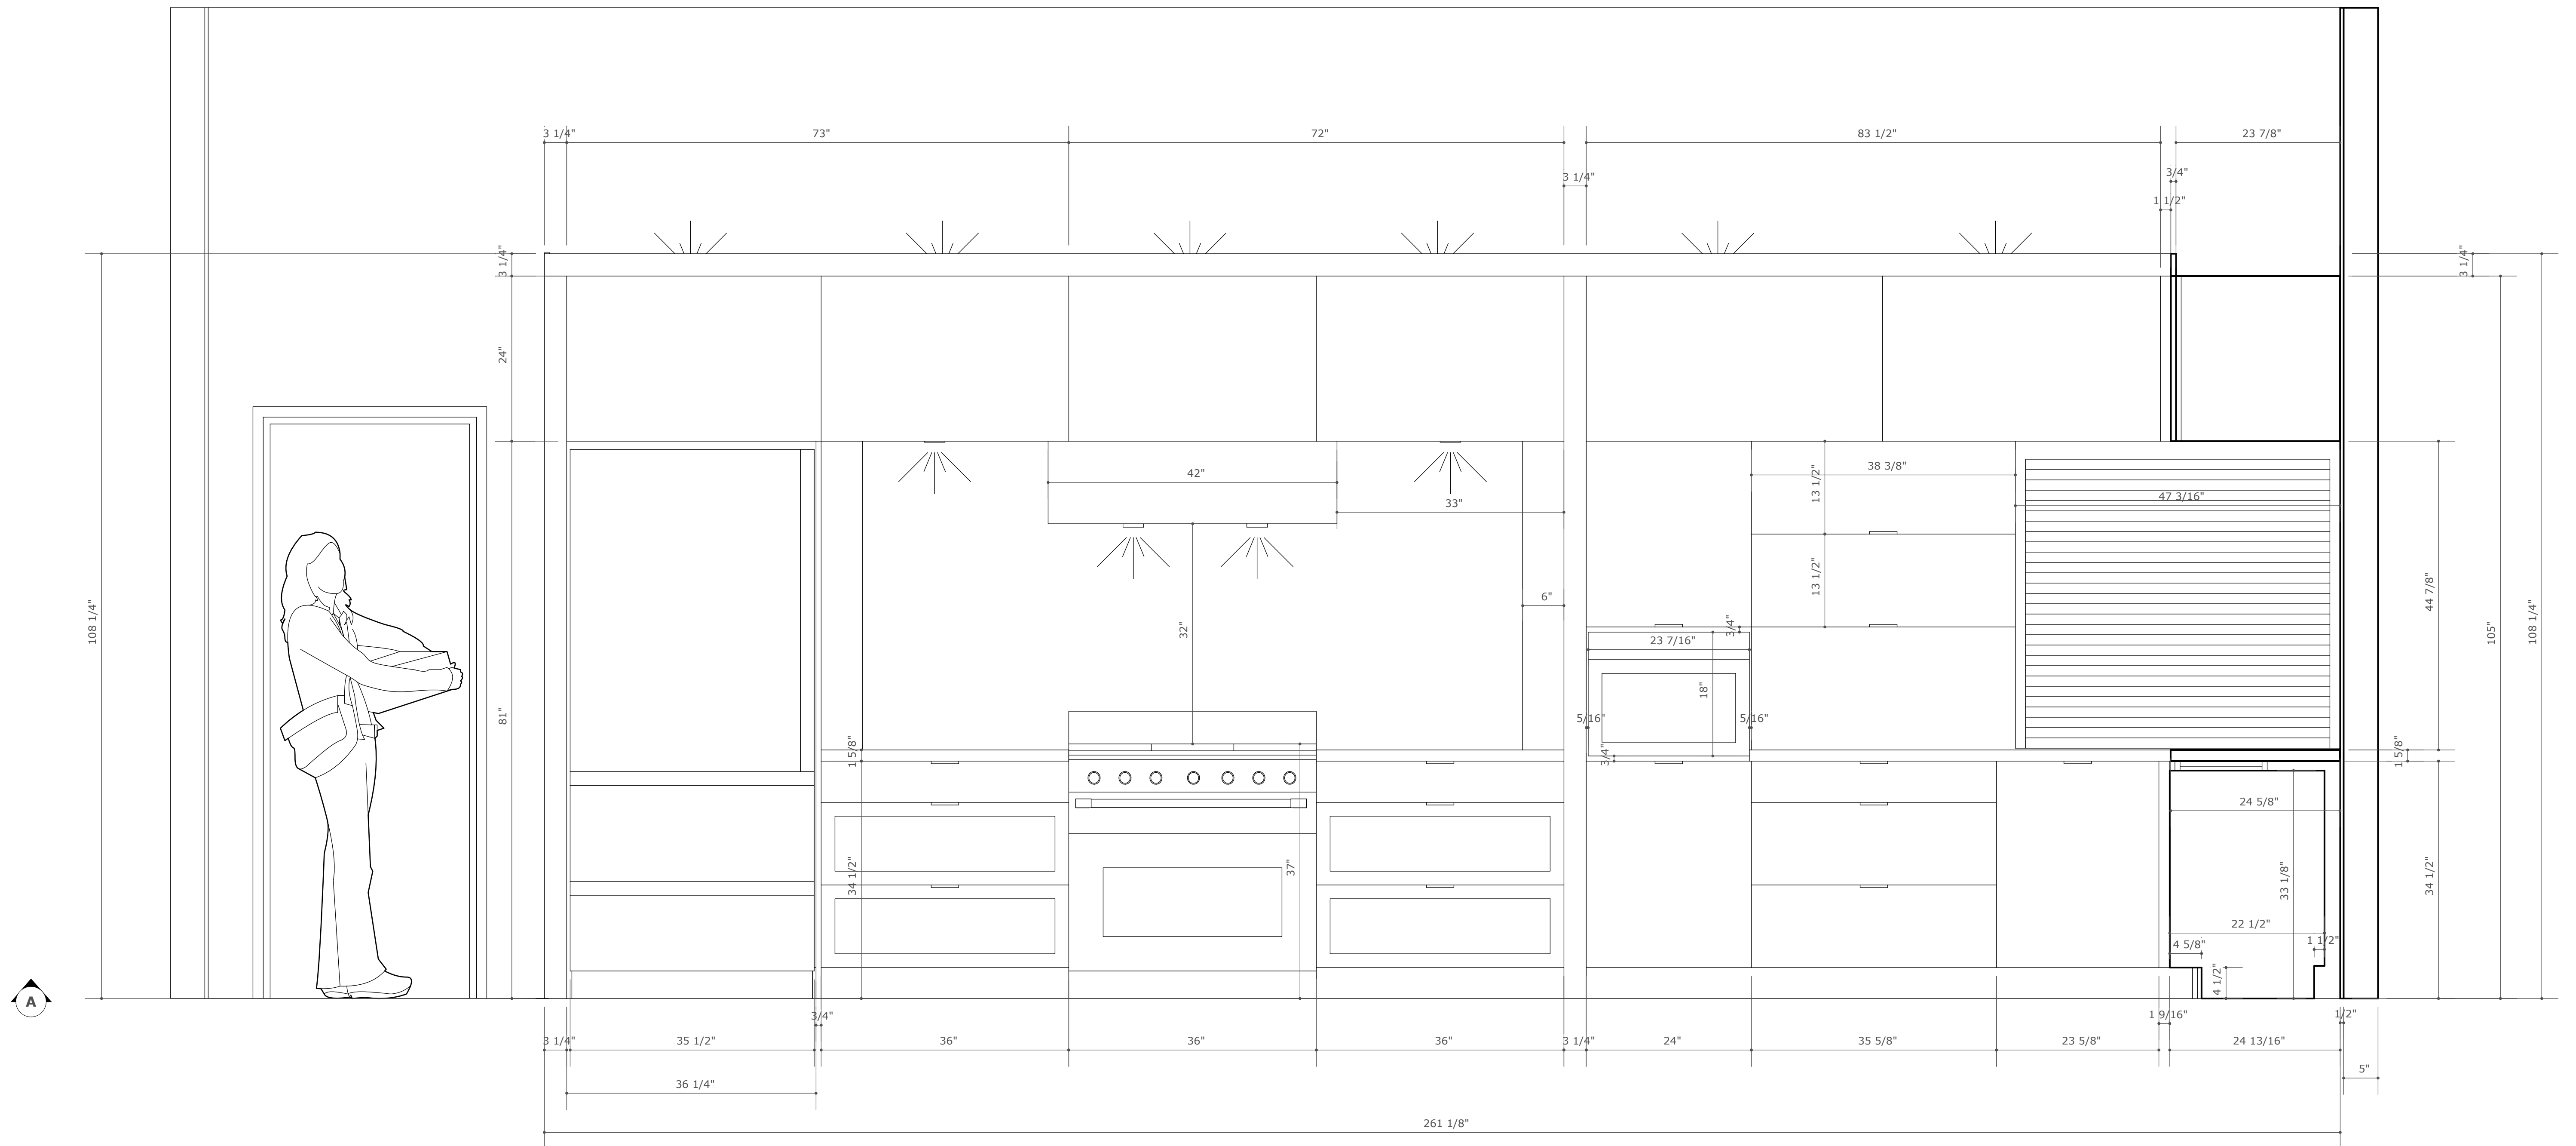 3 1/4" 73" 72" 83 1/2" 23 7/8"
3/4"
3 1/4"
1 1/2"
3 1/4" 3 1/4"
24"
38 3/8"
42" 13 1/2"
47 3/16"
33"
13 1/2"
6"
44 7/8"
108 1/4" 32" 3/4" 105" 108 1/4"
23 7/16"
18"
81" 5/16" 5/16"
1 5/8" 3/4" 1 5/8"
24 5/8"
34 1/2" 37" 33 1/8" 34 1/2"
22 1/2"
4 5/8" 1 1/2"
4 1/2"
A
3/4" 1 9/16" 1/2"
3 1/4" 35 1/2" 36" 36" 36" 3 1/4" 24" 35 5/8" 23 5/8" 24 13/16"
5"
36 1/4"
261 1/8"